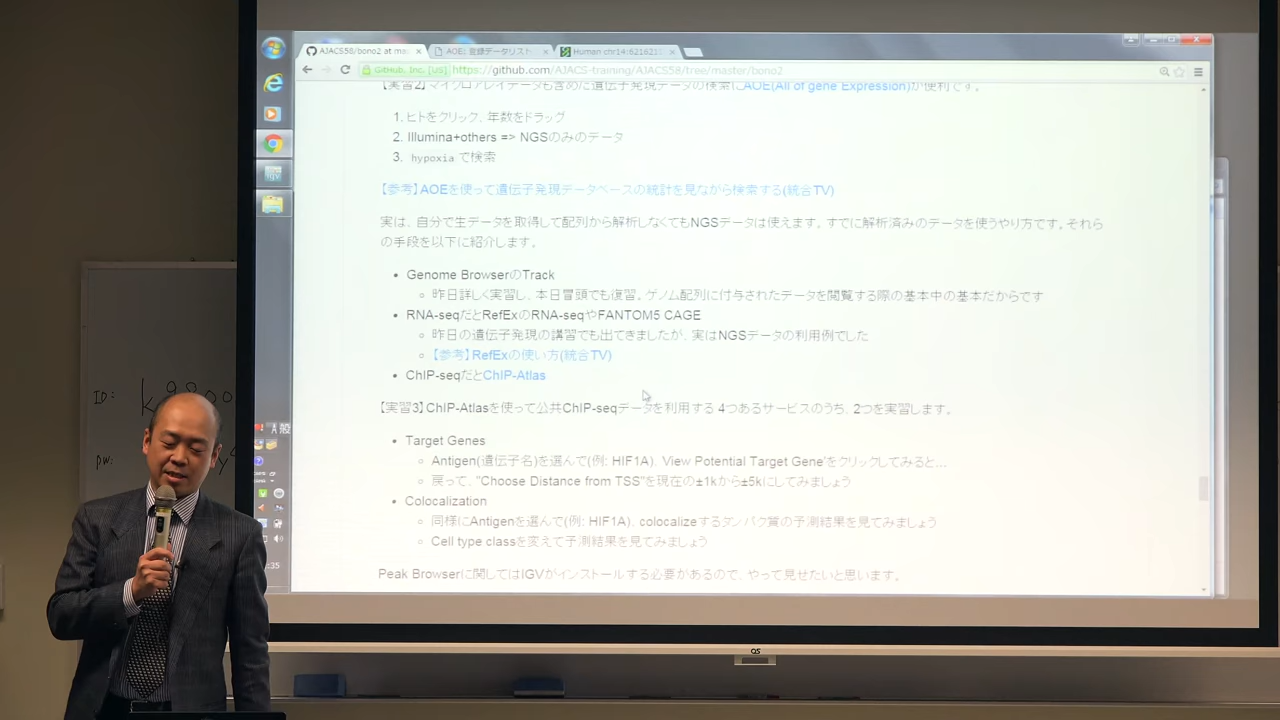 AJACS58/bono2 at mas
AOE: 登録データリスト
Human chr14:6216215
GitHub, Inc. [US]
https://github.com/AJACS-training/AJACS58/tree/master/bono2
【実習2】マイクロアレイデータも含めた遺伝子発現データの検索にAOE(All of gene Expression)が便利です。
1. ヒトをクリック、年数をドラッグ
2. Illumina+others => NGSのみのデータ
3. hypoxia で検索
【参考】AOEを使って遺伝子発現データベースの統計を見ながら検索する(統合TV)
実は、自分で生データを取得して配列から解析しなくてもNGSデータは使えます。すでに解析済みのデータを使うやり方です。それら
の手段を以下に紹介します。
Genome BrowserのTrack
昨日詳しく実習し、本日冒頭でも復習。ゲノム配列に付与されたデータを閲覧する際の基本中の基本だからです
RNA-seqだとRefExのRNA-seqやFANTOM5 CAGE
昨日の遺伝子発現の講習でも出てきましたが、実はNGSデータの利用例でした
【参考】RefExの使い方(統合TV)
ChIP-seqだとChIP-Atlas
【実習3】ChIP-Atlasを使って公共ChIP-seqデータを利用する 4つあるサービスのうち、2つを実習します。
Target Genes
Antigen(遺伝子名)を選んで(例: HIF1A)、View Potential Target Gene'をクリックしてみると...
戻って、"Choose Distance from TSS"を現在の±1kから±5kにしてみましょう
Colocalization
同様にAntigenを選んで(例: HIF1A)、colocalizeするタンパク質の予測結果を見てみましょう
Cell type classを変えて予測結果を見てみましょう
Peak Browserに関してはIGVがインストールする必要があるので、やって見せたいと思います。
A 般
:35
ID:
pw:
OS